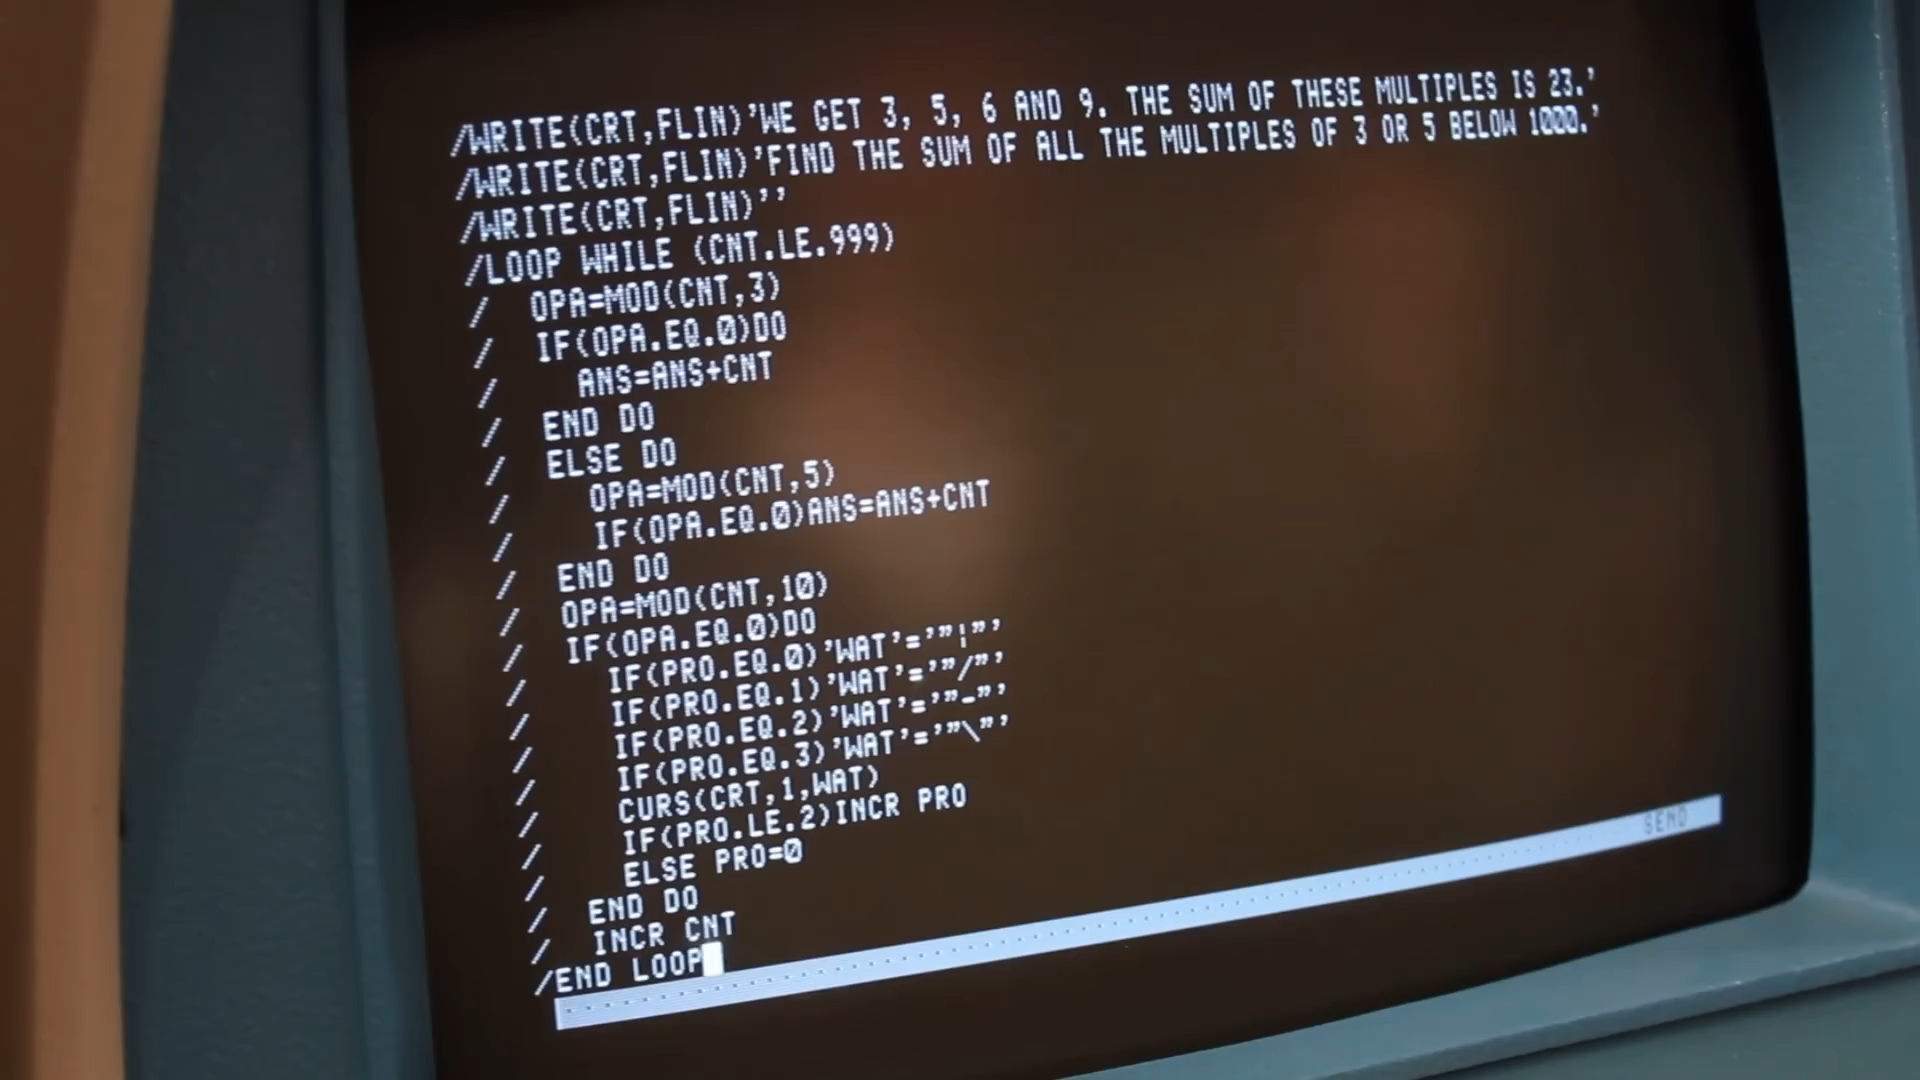 /WRITE(CRT,FLIN)'WE GET 3, 5, 6 AND 9. THE SUM OF THESE MULTIPLES IS 23.'
/WRITE(CRT,FLIN)'FIND THE SUM OF ALL THE MULTIPLES OF 3 OR 5 BELOW 1000.'
/WRITE(CRT,FLIN)''
/LOOP WHILE (CNT.LE.999)
/   OPA=MOD(CNT,3)
/   IF(OPA.EQ.0)DO
/     ANS=ANS+CNT
/   END DO
/   ELSE DO
/     OPA=MOD(CNT,5)
/     IF(OPA.EQ.0)ANS=ANS+CNT
/   END DO
/   OPA=MOD(CNT,10)
/   IF(OPA.EQ.0)DO
/     IF(PRO.EQ.0)'WAT'='"¦"'
/     IF(PRO.EQ.1)'WAT'='"/"'
/     IF(PRO.EQ.2)'WAT'='"-"'
/     IF(PRO.EQ.3)'WAT'='"\"'
/     CURS(CRT,1,WAT)
/     IF(PRO.LE.2)INCR PRO
/     ELSE PRO=0
/   END DO
/   INCR CNT
/END LOOP
SEND